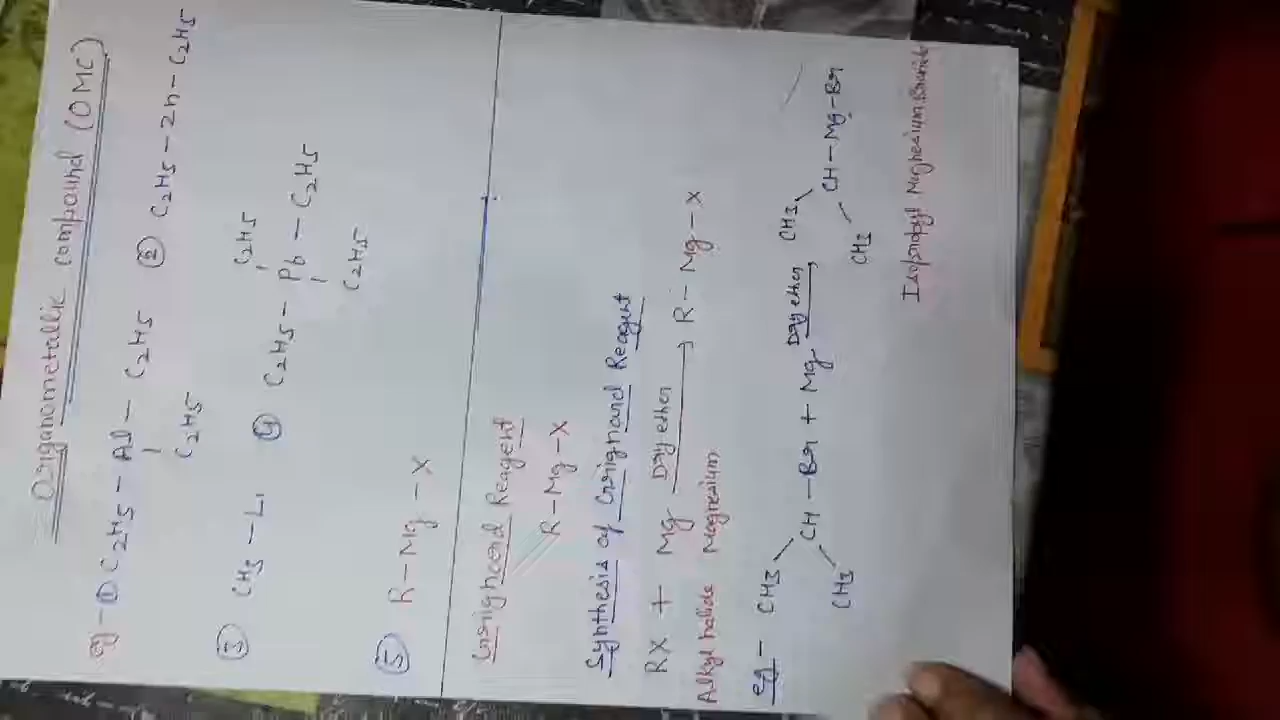 Organometallic compound (OMC)
eg - ① C2H5 - Al - C2H5 ② C2H5 - Zn - C2H5
C2H5
C2H5
③ CH3 - Li ④ C2H5 - Pb - C2H5
C2H5
⑤ R - Mg - X
Grignard Reagent
R - Mg - X
Synthesis of Grignard Reagent
RX + Mg Dry ether → R - Mg - X
Alkyl halide Magnesium
eg - CH3 CH3
CH - Br + Mg Dry ether → CH - Mg - Br
CH3 CH3
Isopropyl Magnesium Bromide